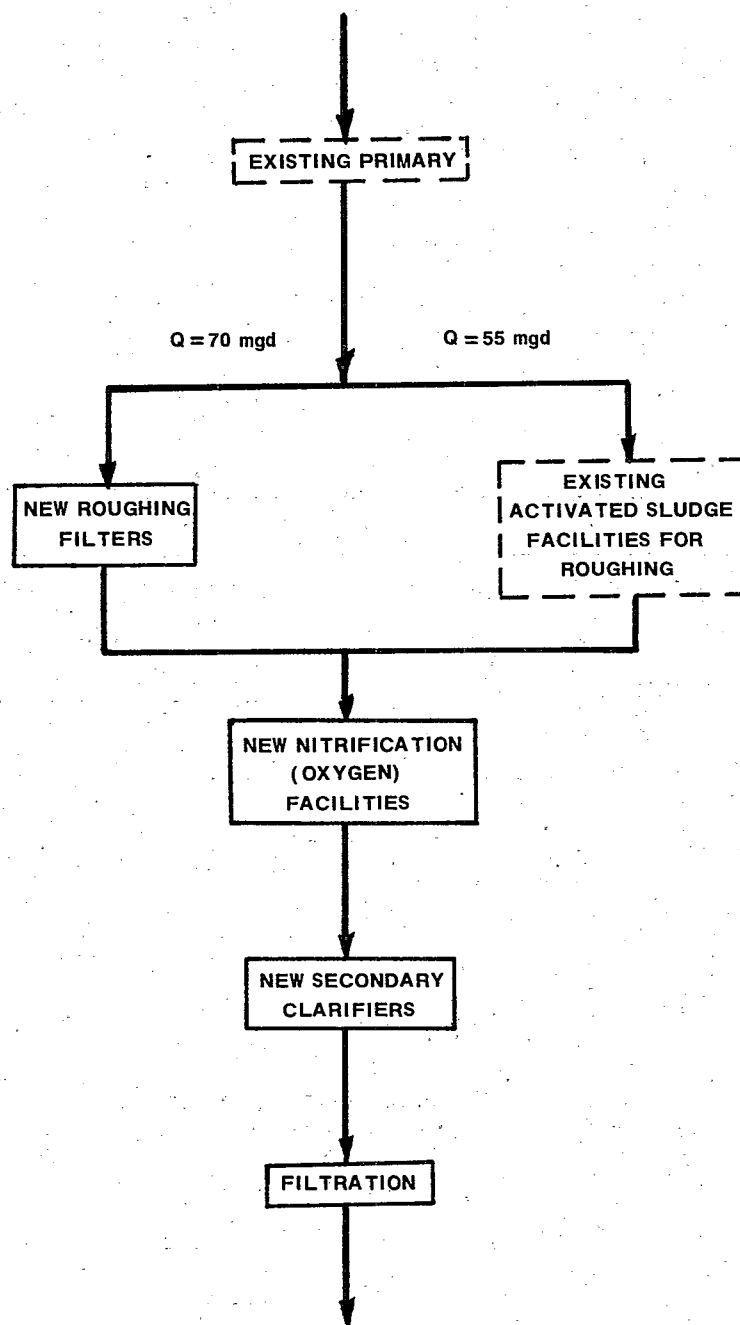 EXISTING PRIMARY
Q = 70 mgd
Q = 55 mgd
NEW ROUGHING
FILTERS
EXISTING
ACTIVATED SLUDGE
FACILITIES FOR
ROUGHING
NEW NITRIFICATION
(OXYGEN)
FACILITIES
NEW SECONDARY
CLARIFIERS
FILTRATION